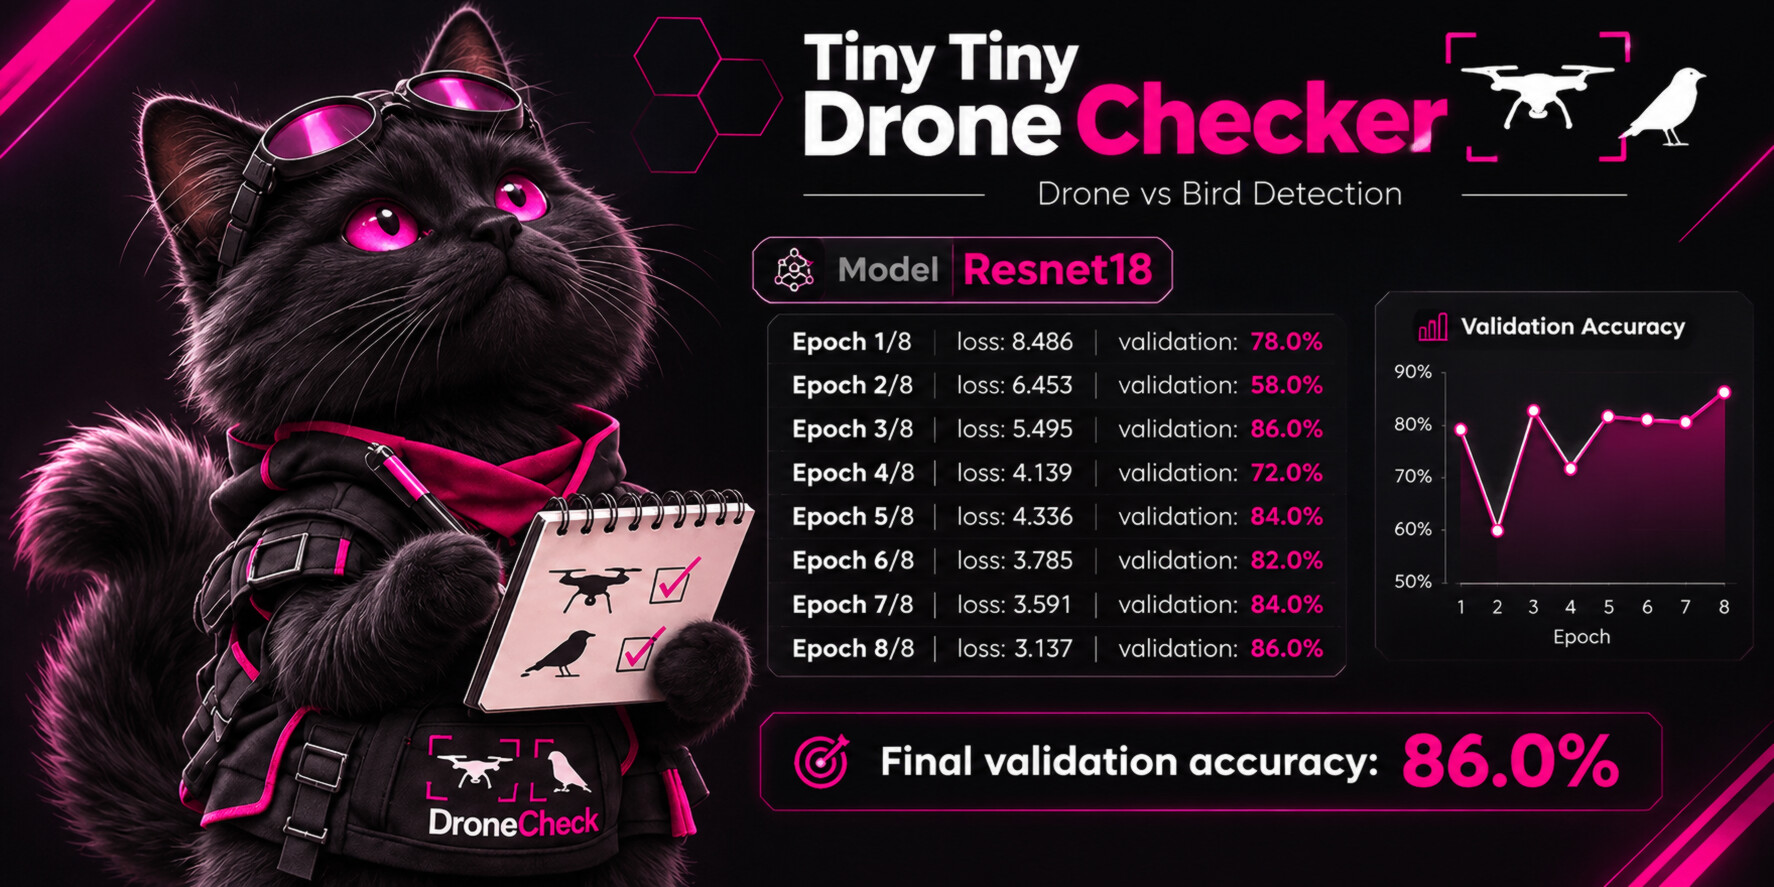 Tiny Tiny
Drone Checker
Drone vs Bird Detection
Model Resnet18
Epoch 1/8 | loss: 8.486 | validation: 78.0%
Epoch 2/8 | loss: 6.453 | validation: 58.0%
Epoch 3/8 | loss: 5.495 | validation: 86.0%
Epoch 4/8 | loss: 4.139 | validation: 72.0%
Epoch 5/8 | loss: 4.336 | validation: 84.0%
Epoch 6/8 | loss: 3.785 | validation: 82.0%
Epoch 7/8 | loss: 3.591 | validation: 84.0%
Epoch 8/8 | loss: 3.137 | validation: 86.0%
Validation Accuracy
90%
80%
70%
60%
50%
1 2 3 4 5 6 7 8
Epoch
Final validation accuracy: 86.0%
DroneCheck